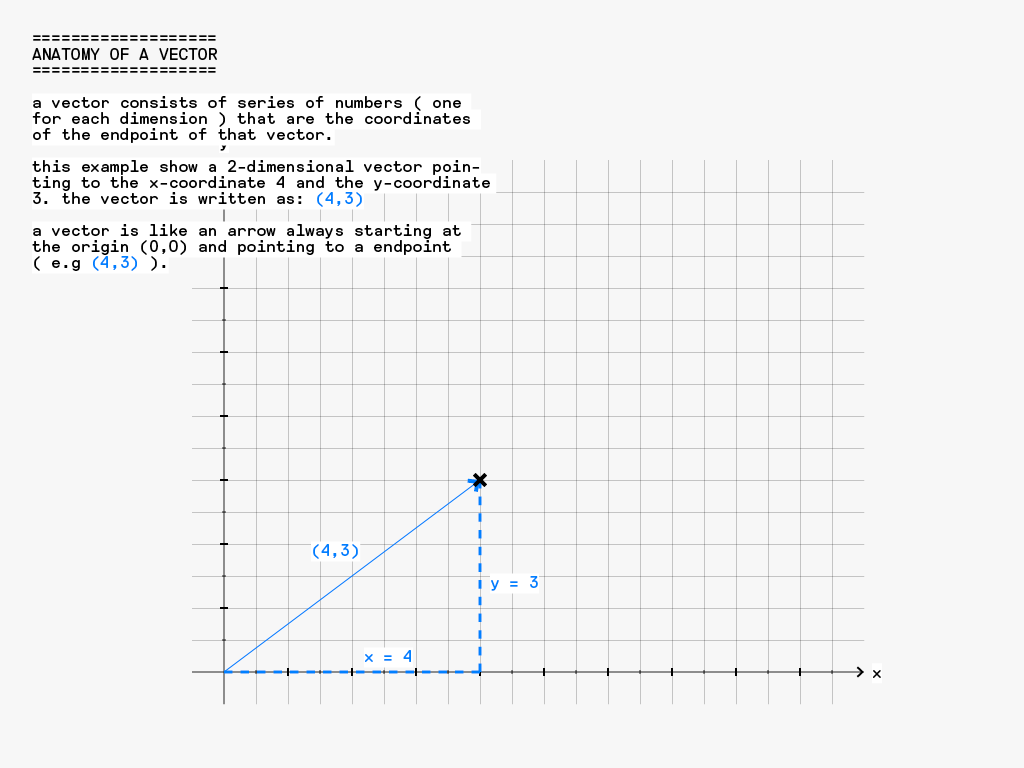 ===================
ANATOMY OF A VECTOR
===================
a vector consists of series of numbers ( one
for each dimension ) that are the coordinates
of the endpoint of that vector.
y
this example show a 2-dimensional vector poin-
ting to the x-coordinate 4 and the y-coordinate
3. the vector is written as: (4,3)
a vector is like an arrow always starting at
the origin (0,0) and pointing to a endpoint
( e.g (4,3) ).
(4,3)
y = 3
x = 4
x